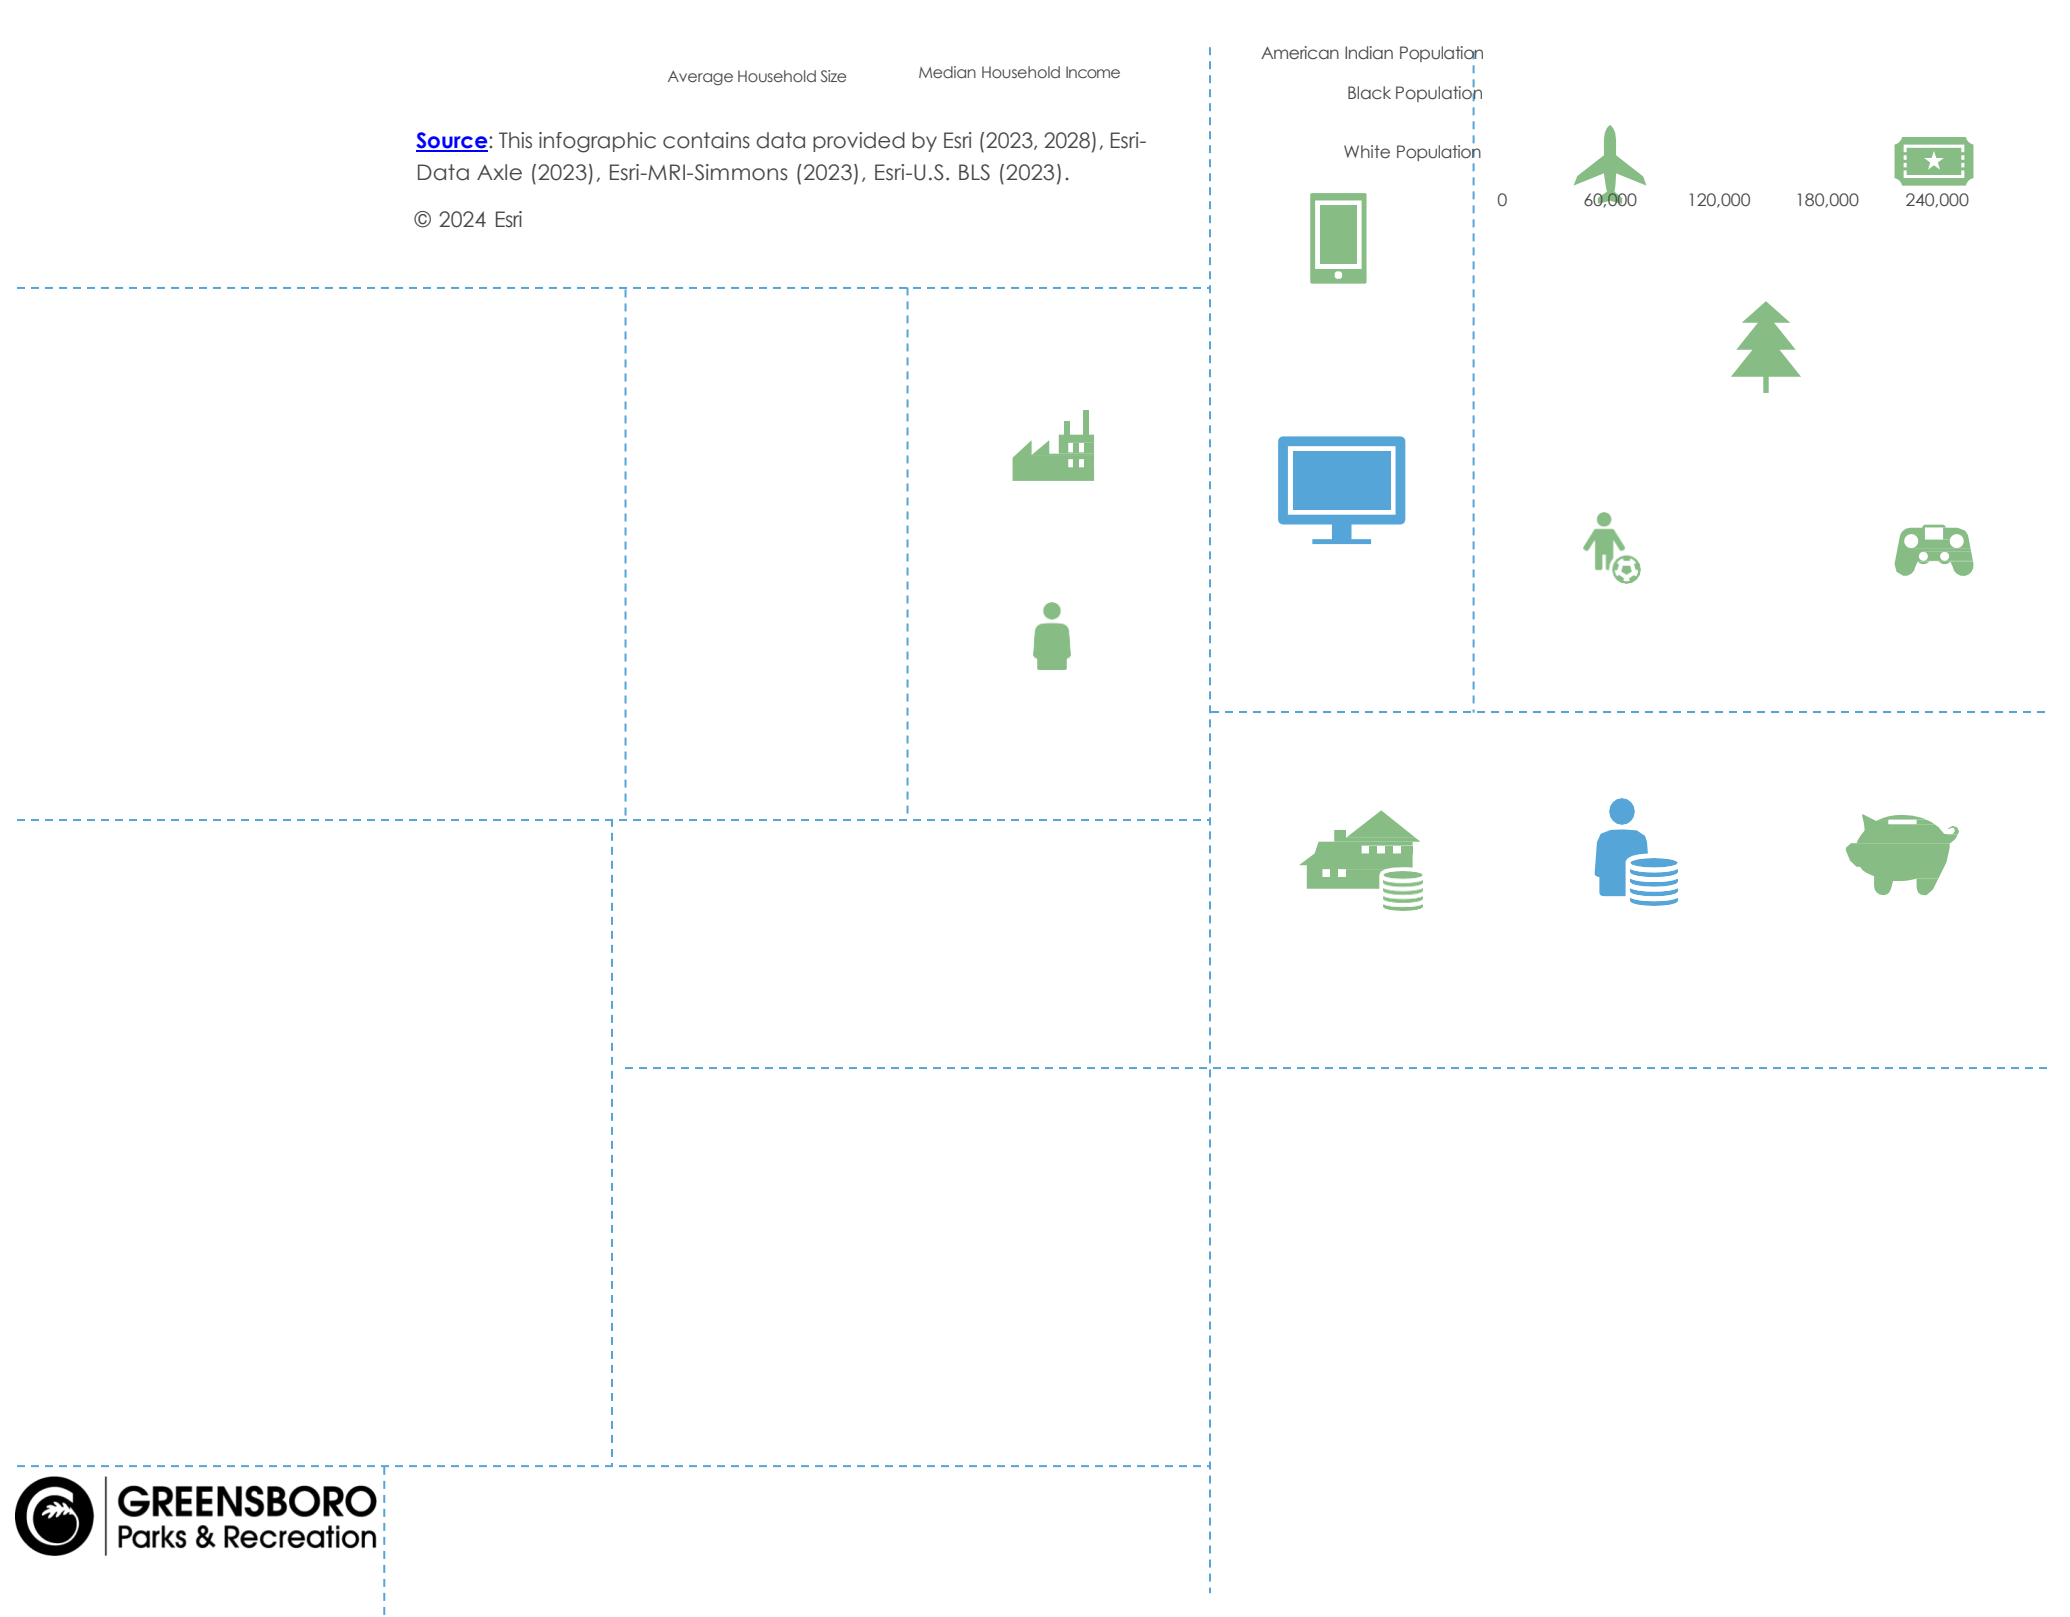 American Indian Population
Average Household Size
Median Household Income
Black Population
Source: This infographic contains data provided by Esri (2023, 2028), Esri-
Data Axle (2023), Esri-MRI-Simmons (2023), Esri-U.S. BLS (2023).
White Population
0 60,000 120,000 180,000 240,000
© 2024 Esri
GREENSBORO
Parks & Recreation